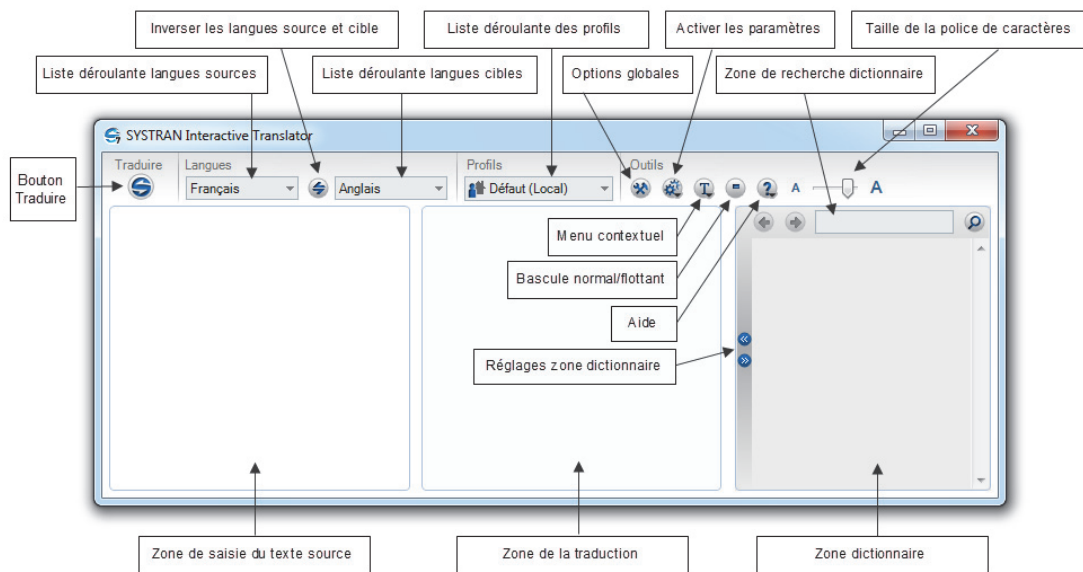 Inverser les langues source et cible
Liste déroulante des profils
Activer les paramètres
Taille de la police de caractères
Liste déroulante langues sources
Liste déroulante langues cibles
Options globales
Zone de recherche dictionnaire
SYSTRAN Interactive Translator
Bouton
Traduire
Traduire
Langues
Profils
Outils
Français
Anglais
Défaut (Local)
T
?
A
A
Menu contextuel
Bascule normal/flottant
Aide
Réglages zone dictionnaire
Zone de saisie du texte source
Zone de la traduction
Zone dictionnaire